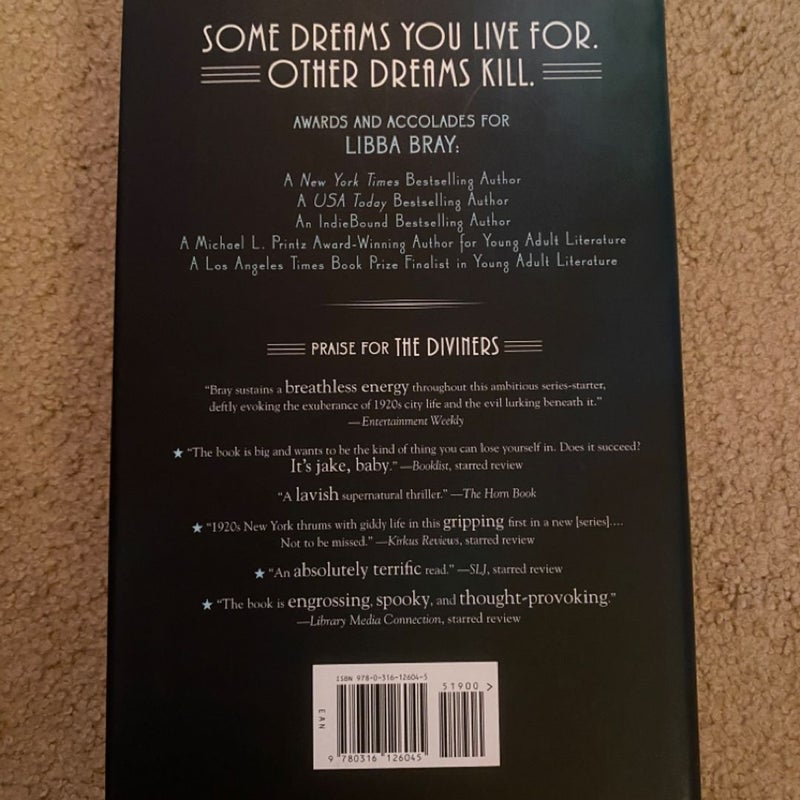 SOME DREAMS YOU LIVE FOR.
OTHER DREAMS KILL.
AWARDS AND ACCOLADES FOR
LIBBA BRAY:
A New York Times Bestselling Author
A USA Today Bestselling Author
An IndieBound Bestselling Author
A Michael L. Printz Award-Winning Author for Young Adult Literature
A Los Angeles Times Book Prize Finalist in Young Adult Literature
PRAISE FOR THE DIVINERS
“Bray sustains a breathless energy throughout this ambitious series-starter,
deftly evoking the exuberance of 1920s city life and the evil lurking beneath it.”
—Entertainment Weekly
★ “The book is big and wants to be the kind of thing you can lose yourself in. Does it succeed?
It’s jake, baby.” —Booklist, starred review
“A lavish supernatural thriller.” —The Horn Book
★ “1920s New York thrums with giddy life in this gripping first in a new [series]....
Not to be missed.” —Kirkus Reviews, starred review
★ “An absolutely terrific read.” —SLJ, starred review
★ “The book is engrossing, spooky, and thought-provoking.”
—Library Media Connection, starred review
ISBN 978-0-316-12604-5
51900 >
EAN
9 780316 126045